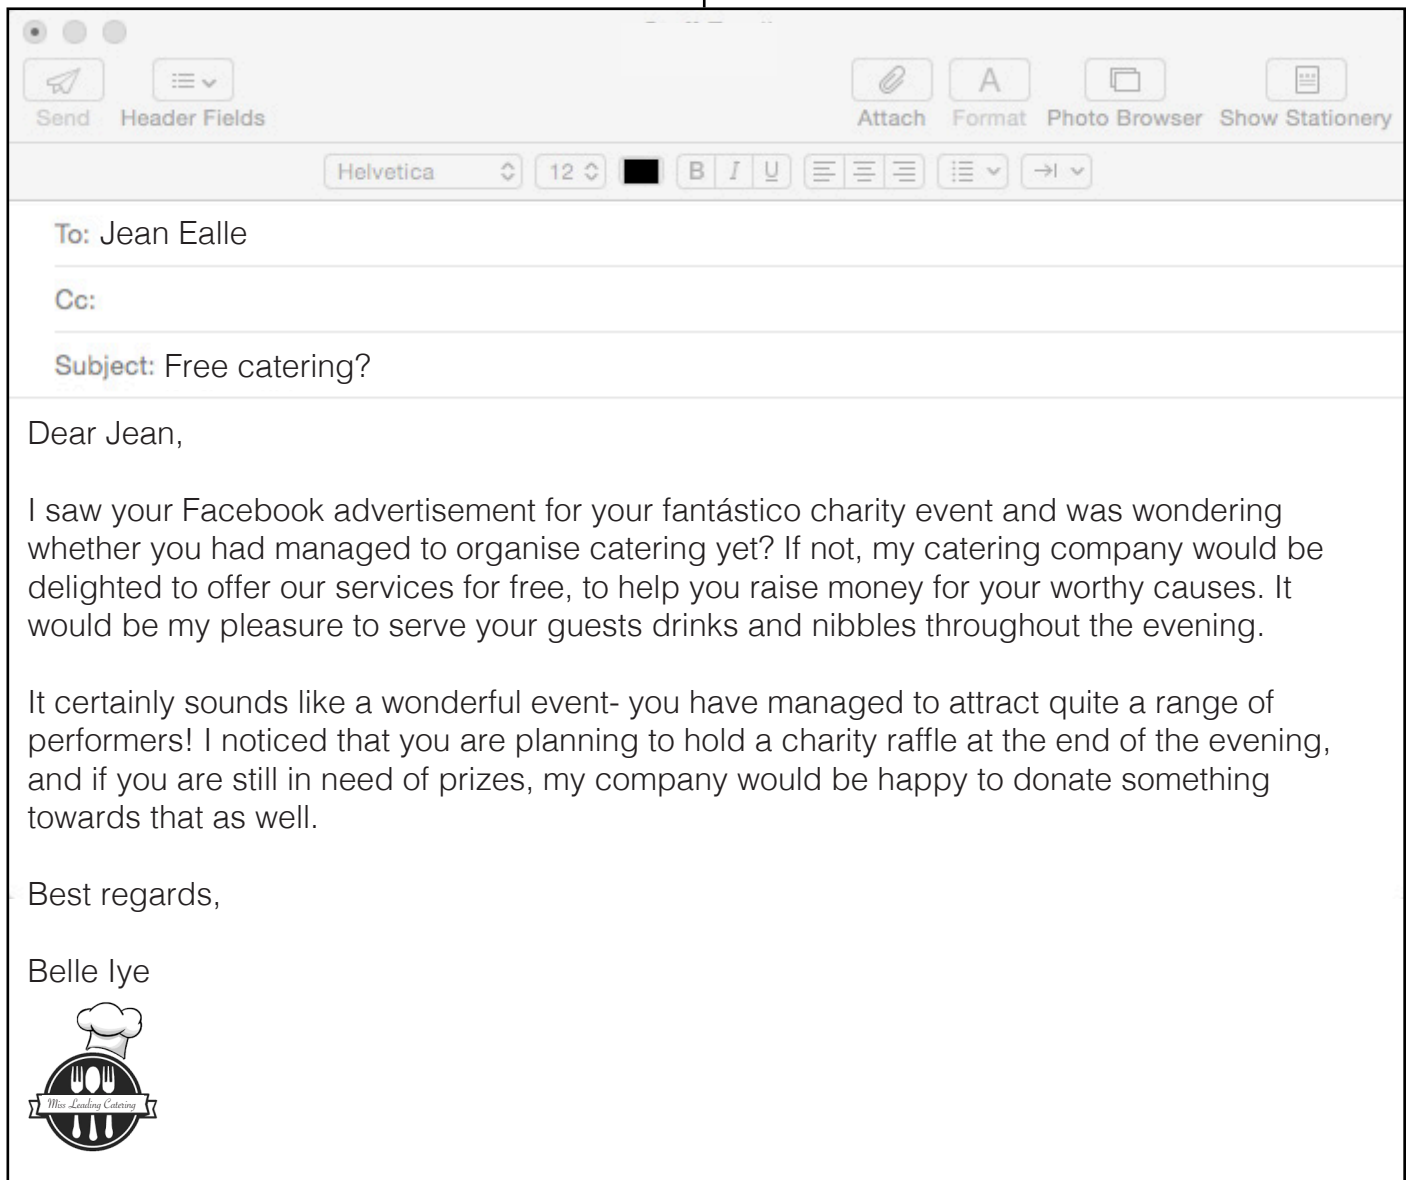 Send Header Fields Attach Format Photo Browser Show Stationery
Helvetica 12 B I U
To: Jean Ealle
Cc:
Subject: Free catering?
Dear Jean,
I saw your Facebook advertisement for your fantástico charity event and was wondering
whether you had managed to organise catering yet? If not, my catering company would be
delighted to offer our services for free, to help you raise money for your worthy causes. It
would be my pleasure to serve your guests drinks and nibbles throughout the evening.
It certainly sounds like a wonderful event- you have managed to attract quite a range of
performers! I noticed that you are planning to hold a charity raffle at the end of the evening,
and if you are still in need of prizes, my company would be happy to donate something
towards that as well.
Best regards,
Belle Iye
Miss Leading Catering